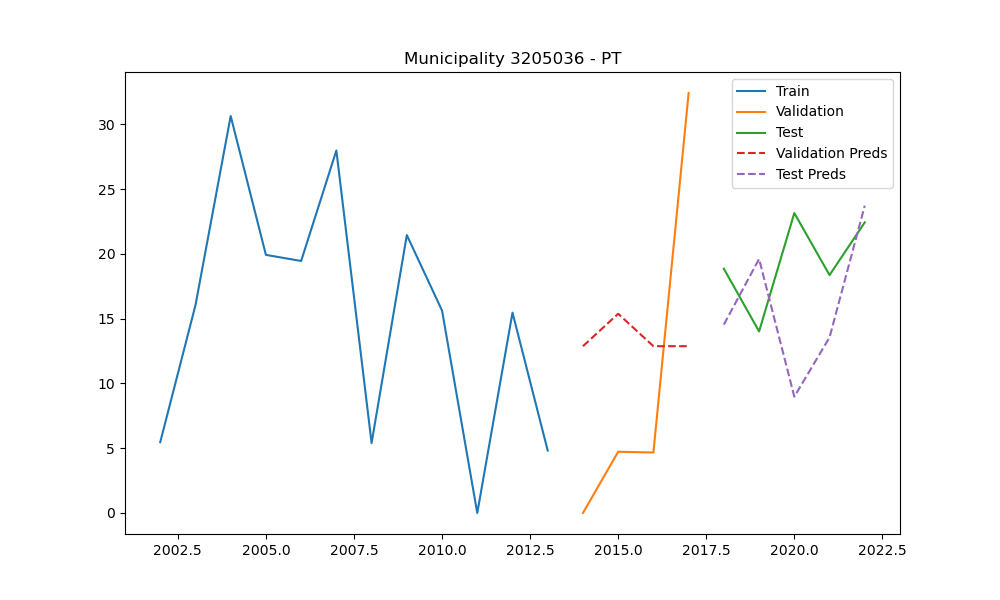 Municipality 3205036 - PT
Train
Validation
Test
Validation Preds
Test Preds
30
25
20
15
10
5
0
2002.5 2005.0 2007.5 2010.0 2012.5 2015.0 2017.5 2020.0 2022.5